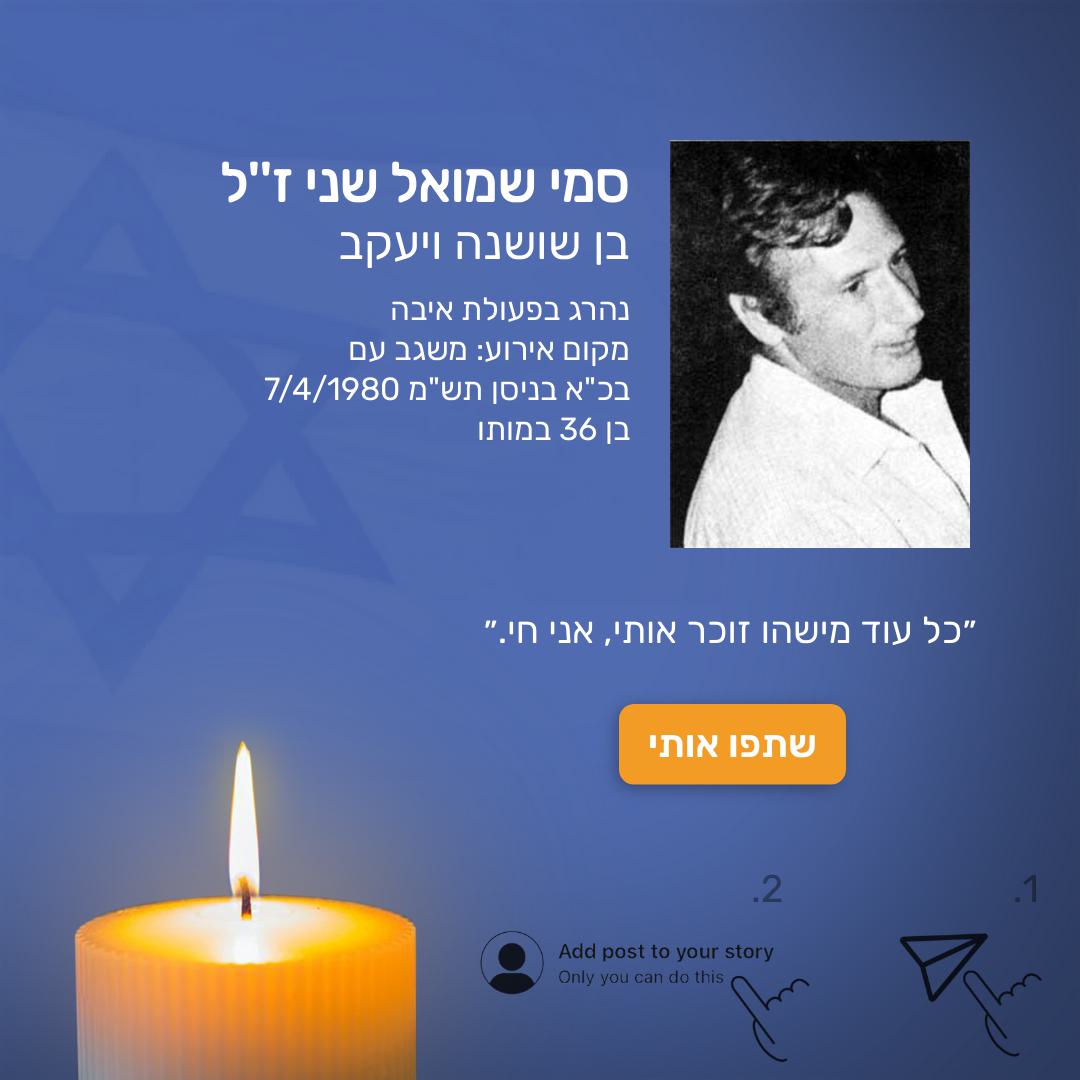 סמי שמואל שני ז"ל
בן שושנה ויעקב
נהרג בפעולת איבה
מקום אירוע: משגב עם
בכ"א בניסן תש"מ 7/4/1980
בן 36 במותו
״כל עוד מישהו זוכר אותי, אני חי.״
שתפו אותי
1.
2.
Add post to your story
Only you can do this